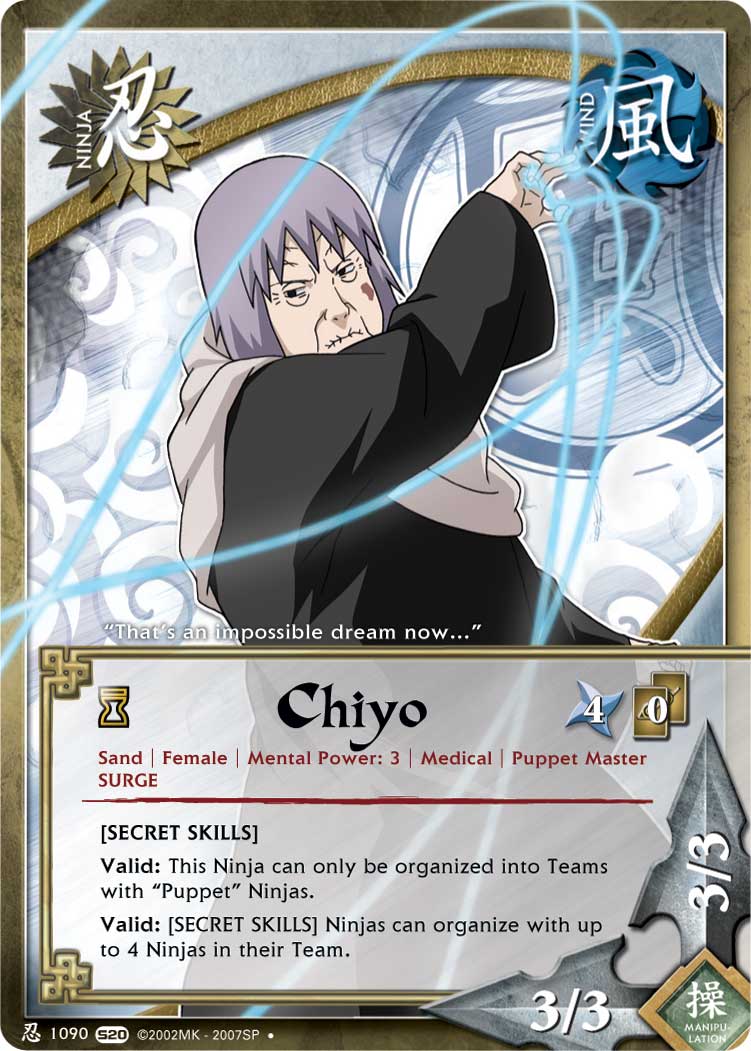 NINJA
忍
WIND
風
“That’s an impossible dream now...”
Chiyo
4
0
Sand | Female | Mental Power: 3 | Medical | Puppet Master
SURGE
[SECRET SKILLS]
Valid: This Ninja can only be organized into Teams
with “Puppet” Ninjas.
Valid: [SECRET SKILLS] Ninjas can organize with up
to 4 Ninjas in their Team.
3/3
3/3
操
MANIPU-
LATION
忍 1090 S20 ©2002MK - 2007SP •